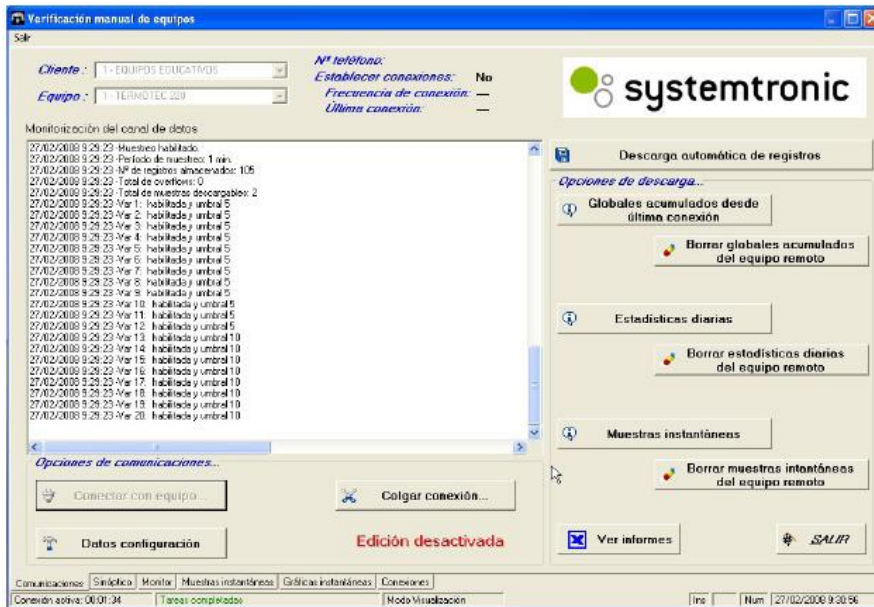 Verificación manual de equipos
Salir
Cliente : 1 - EQUIPOS EDUCATIVOS
Equipo : 1 - TERMOTEC 220
Nº teléfono:
Establecer conexiones: No
Frecuencia de conexión: —
Última conexión: —
systemtronic
Monitorización del canal de datos
27/02/2008 9:29:23 -Muestreo habilitado.
27/02/2008 9:29:23 -Período de muestreo: 1 min.
27/02/2008 9:29:23 -Nº de registros almacenados: 105
27/02/2008 9:29:23 -Total de overflows: 0
27/02/2008 9:29:23 -Total de muestras descargables: 2
27/02/2008 9:29:23 -Var 1: habilitada y umbral 5
27/02/2008 9:29:23 -Var 2: habilitada y umbral 5
27/02/2008 9:29:23 -Var 3: habilitada y umbral 5
27/02/2008 9:29:23 -Var 4: habilitada y umbral 5
27/02/2008 9:29:23 -Var 5: habilitada y umbral 5
27/02/2008 9:29:23 -Var 6: habilitada y umbral 5
27/02/2008 9:29:23 -Var 7: habilitada y umbral 5
27/02/2008 9:29:23 -Var 8: habilitada y umbral 5
27/02/2008 9:29:23 -Var 9: habilitada y umbral 5
27/02/2008 9:29:23 -Var 10: habilitada y umbral 5
27/02/2008 9:29:23 -Var 11: habilitada y umbral 5
27/02/2008 9:29:23 -Var 12: habilitada y umbral 5
27/02/2008 9:29:23 -Var 13: habilitada y umbral 10
27/02/2008 9:29:23 -Var 14: habilitada y umbral 10
27/02/2008 9:29:23 -Var 15: habilitada y umbral 10
27/02/2008 9:29:23 -Var 16: habilitada y umbral 10
27/02/2008 9:29:23 -Var 17: habilitada y umbral 10
27/02/2008 9:29:23 -Var 18: habilitada y umbral 10
27/02/2008 9:29:23 -Var 19: habilitada y umbral 10
27/02/2008 9:29:23 -Var 20: habilitada y umbral 10
Descarga automática de registros
Opciones de descarga...
Globales acumulados desde
última conexión
Borrar globales acumulados
del equipo remoto
Estadísticas diarias
Borrar estadísticas diarias
del equipo remoto
Muestras instantáneas
Borrar muestras intantáneas
del equipo remoto
Ver informes
SALIR
Opciones de comunicaciones...
Conectar con equipo...
Colgar conexión...
Datos configuración
Edición desactivada
Comunicaciones Sinóptico Monitor Muestras instantáneas Gráficas instantáneas Conexiones
Conexión activa: 00:01:34 Tareas completadas Modo Visualización Ins Num 27/02/2008 9:30:56